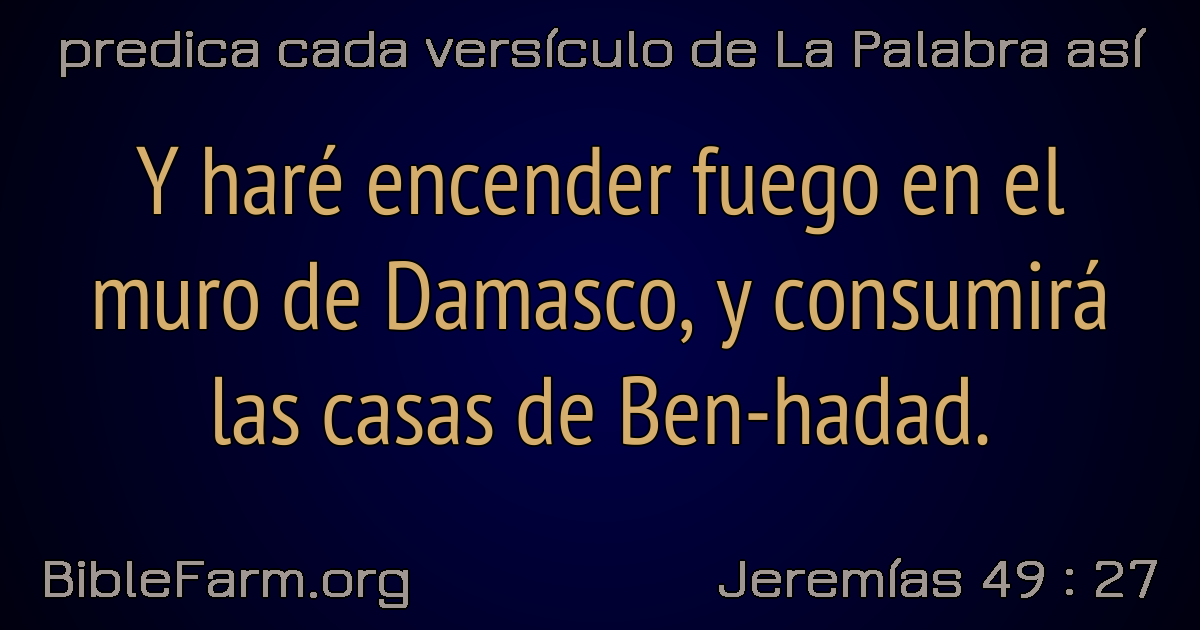 predica cada versículo de La Palabra así
Y haré encender fuego en el
muro de Damasco, y consumirá
las casas de Ben-hadad.
BibleFarm.org
Jeremías 49 : 27